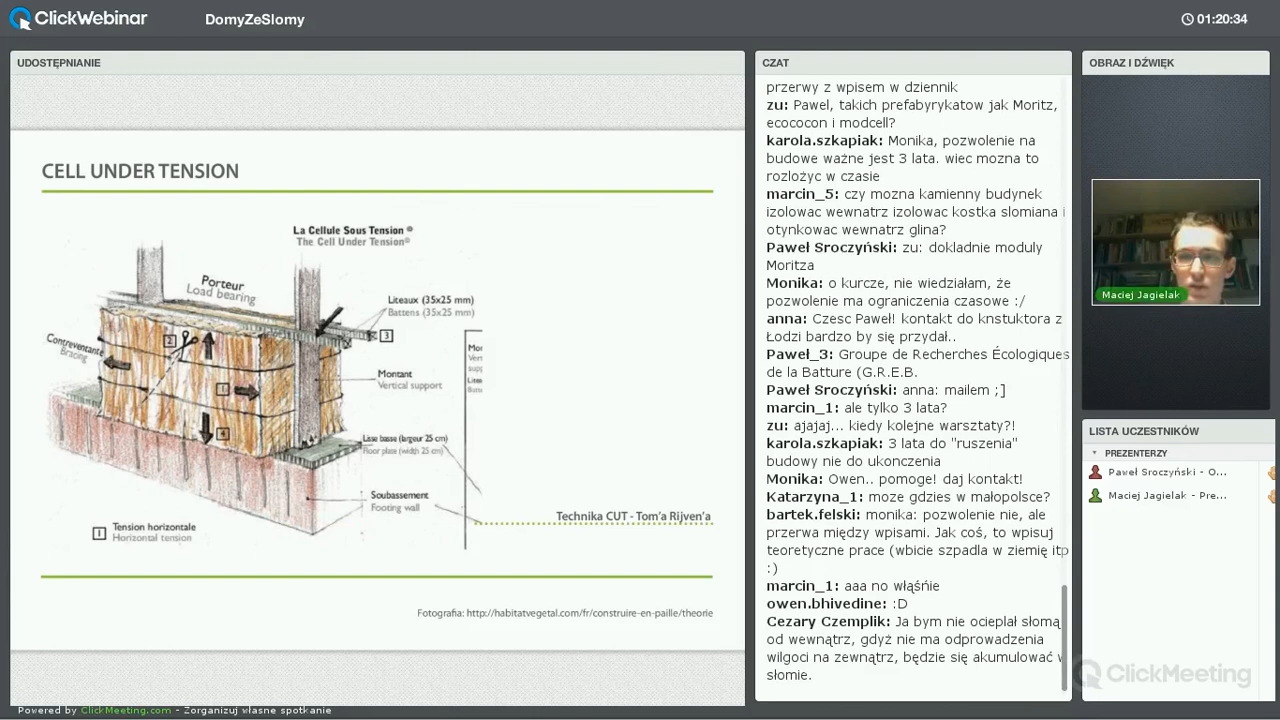 ClickWebinar
DomyZeSlomy
01:20:34
UDOSTĘPNIANIE
CELL UNDER TENSION
La Cellule Sous Tension ®
The Cell Under Tension®
Porteur
Load bearing
Liteaux (35x25 mm)
Battens (35x25 mm)
Contreventante
Bracing
2
3
1
4
Montant
Vertical support
Lisse basse (largeur 25 cm)
Floor plate (width 25 cm)
Soubassement
Footing wall
1 Tension horizontale
Horizontal tension
Technika CUT - Tom'a Rijven'a
Fotografia: http://habitatvegetal.com/fr/construire-en-paille/theorie
Powered by ClickMeeting.com - Zorganizuj własne spotkanie
CZAT
przerwy z wpisem w dziennik
zu: Pawel, takich prefabyrykatow jak Moritz,
ecococon i modcell?
karola.szkapiak: Monika, pozwolenie na
budowe ważne jest 3 lata. wiec mozna to
rozlożyc w czasie
marcin_5: czy mozna kamienny budynek
izolowac wewnatrz izolowac kostka slomiana i
otynkowac wewnatrz glina?
Paweł Sroczyński: zu: dokladnie moduly
Moritza
Monika: o kurcze, nie wiedziałam, że
pozwolenie ma ograniczenia czasowe :/
anna: Czesc Paweł! kontakt do knstuktora z
Łodzi bardzo by się przydał..
Paweł_3: Groupe de Recherches Écologiques
de la Batture (G.R.E.B.
Paweł Sroczyński: anna: mailem ;]
marcin_1: ale tylko 3 lata?
zu: ajajaj... kiedy kolejne warsztaty?!
karola.szkapiak: 3 lata do "ruszenia"
budowy nie do ukonczenia
Monika: Owen.. pomoge! daj kontakt!
Katarzyna_1: moze gdzies w małopolsce?
bartek.felski: monika: pozwolenie nie, ale
przerwa między wpisami. Jak coś, to wpisuj
teoretyczne prace (wbicie szpadla w ziemię itp
:)
marcin_1: aaa no włąśńie
owen.bhivedine: :D
Cezary Czemplik: Ja bym nie ocieplał słomą
od wewnątrz, gdyż nie ma odprowadzenia
wilgoci na zewnątrz, będzie się akumulować w
słomie.
OBRAZ I DŹWIĘK
Maciej Jagielak
LISTA UCZESTNIKÓW
PREZENTERZY
Paweł Sroczyński - O...
Maciej Jagielak - Pre...
ClickMeeting